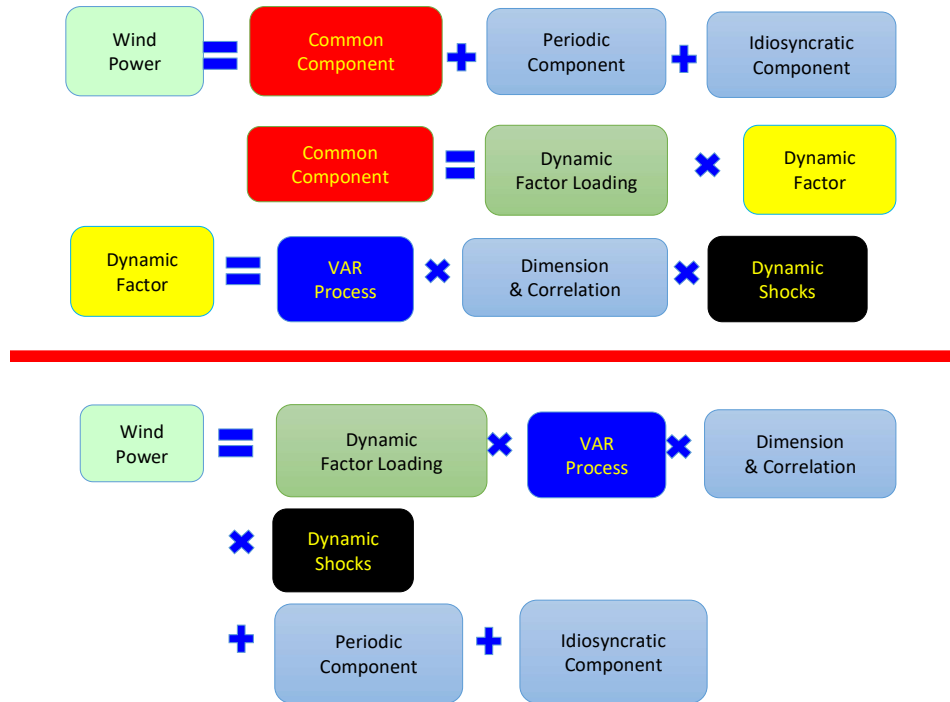 Wind
Power
Common
Component
Periodic
Component
Idiosyncratic
Component
Common
Component
Dynamic
Factor Loading
Dynamic
Factor
Dynamic
Factor
VAR
Process
Dimension
& Correlation
Dynamic
Shocks
Wind
Power
Dynamic
Factor Loading
VAR
Process
Dimension
& Correlation
Dynamic
Shocks
Periodic
Component
Idiosyncratic
Component